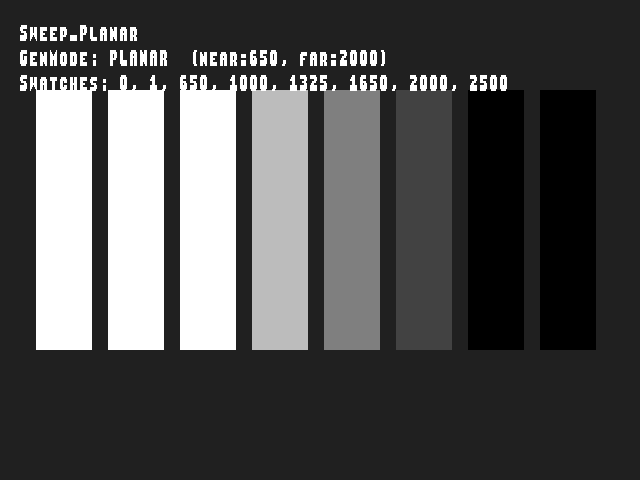 Sweep_Planar
GenMode: PLANAR  (near:650, far:2000)
Swatches: 0, 1, 650, 1000, 1325, 1650, 2000, 2500